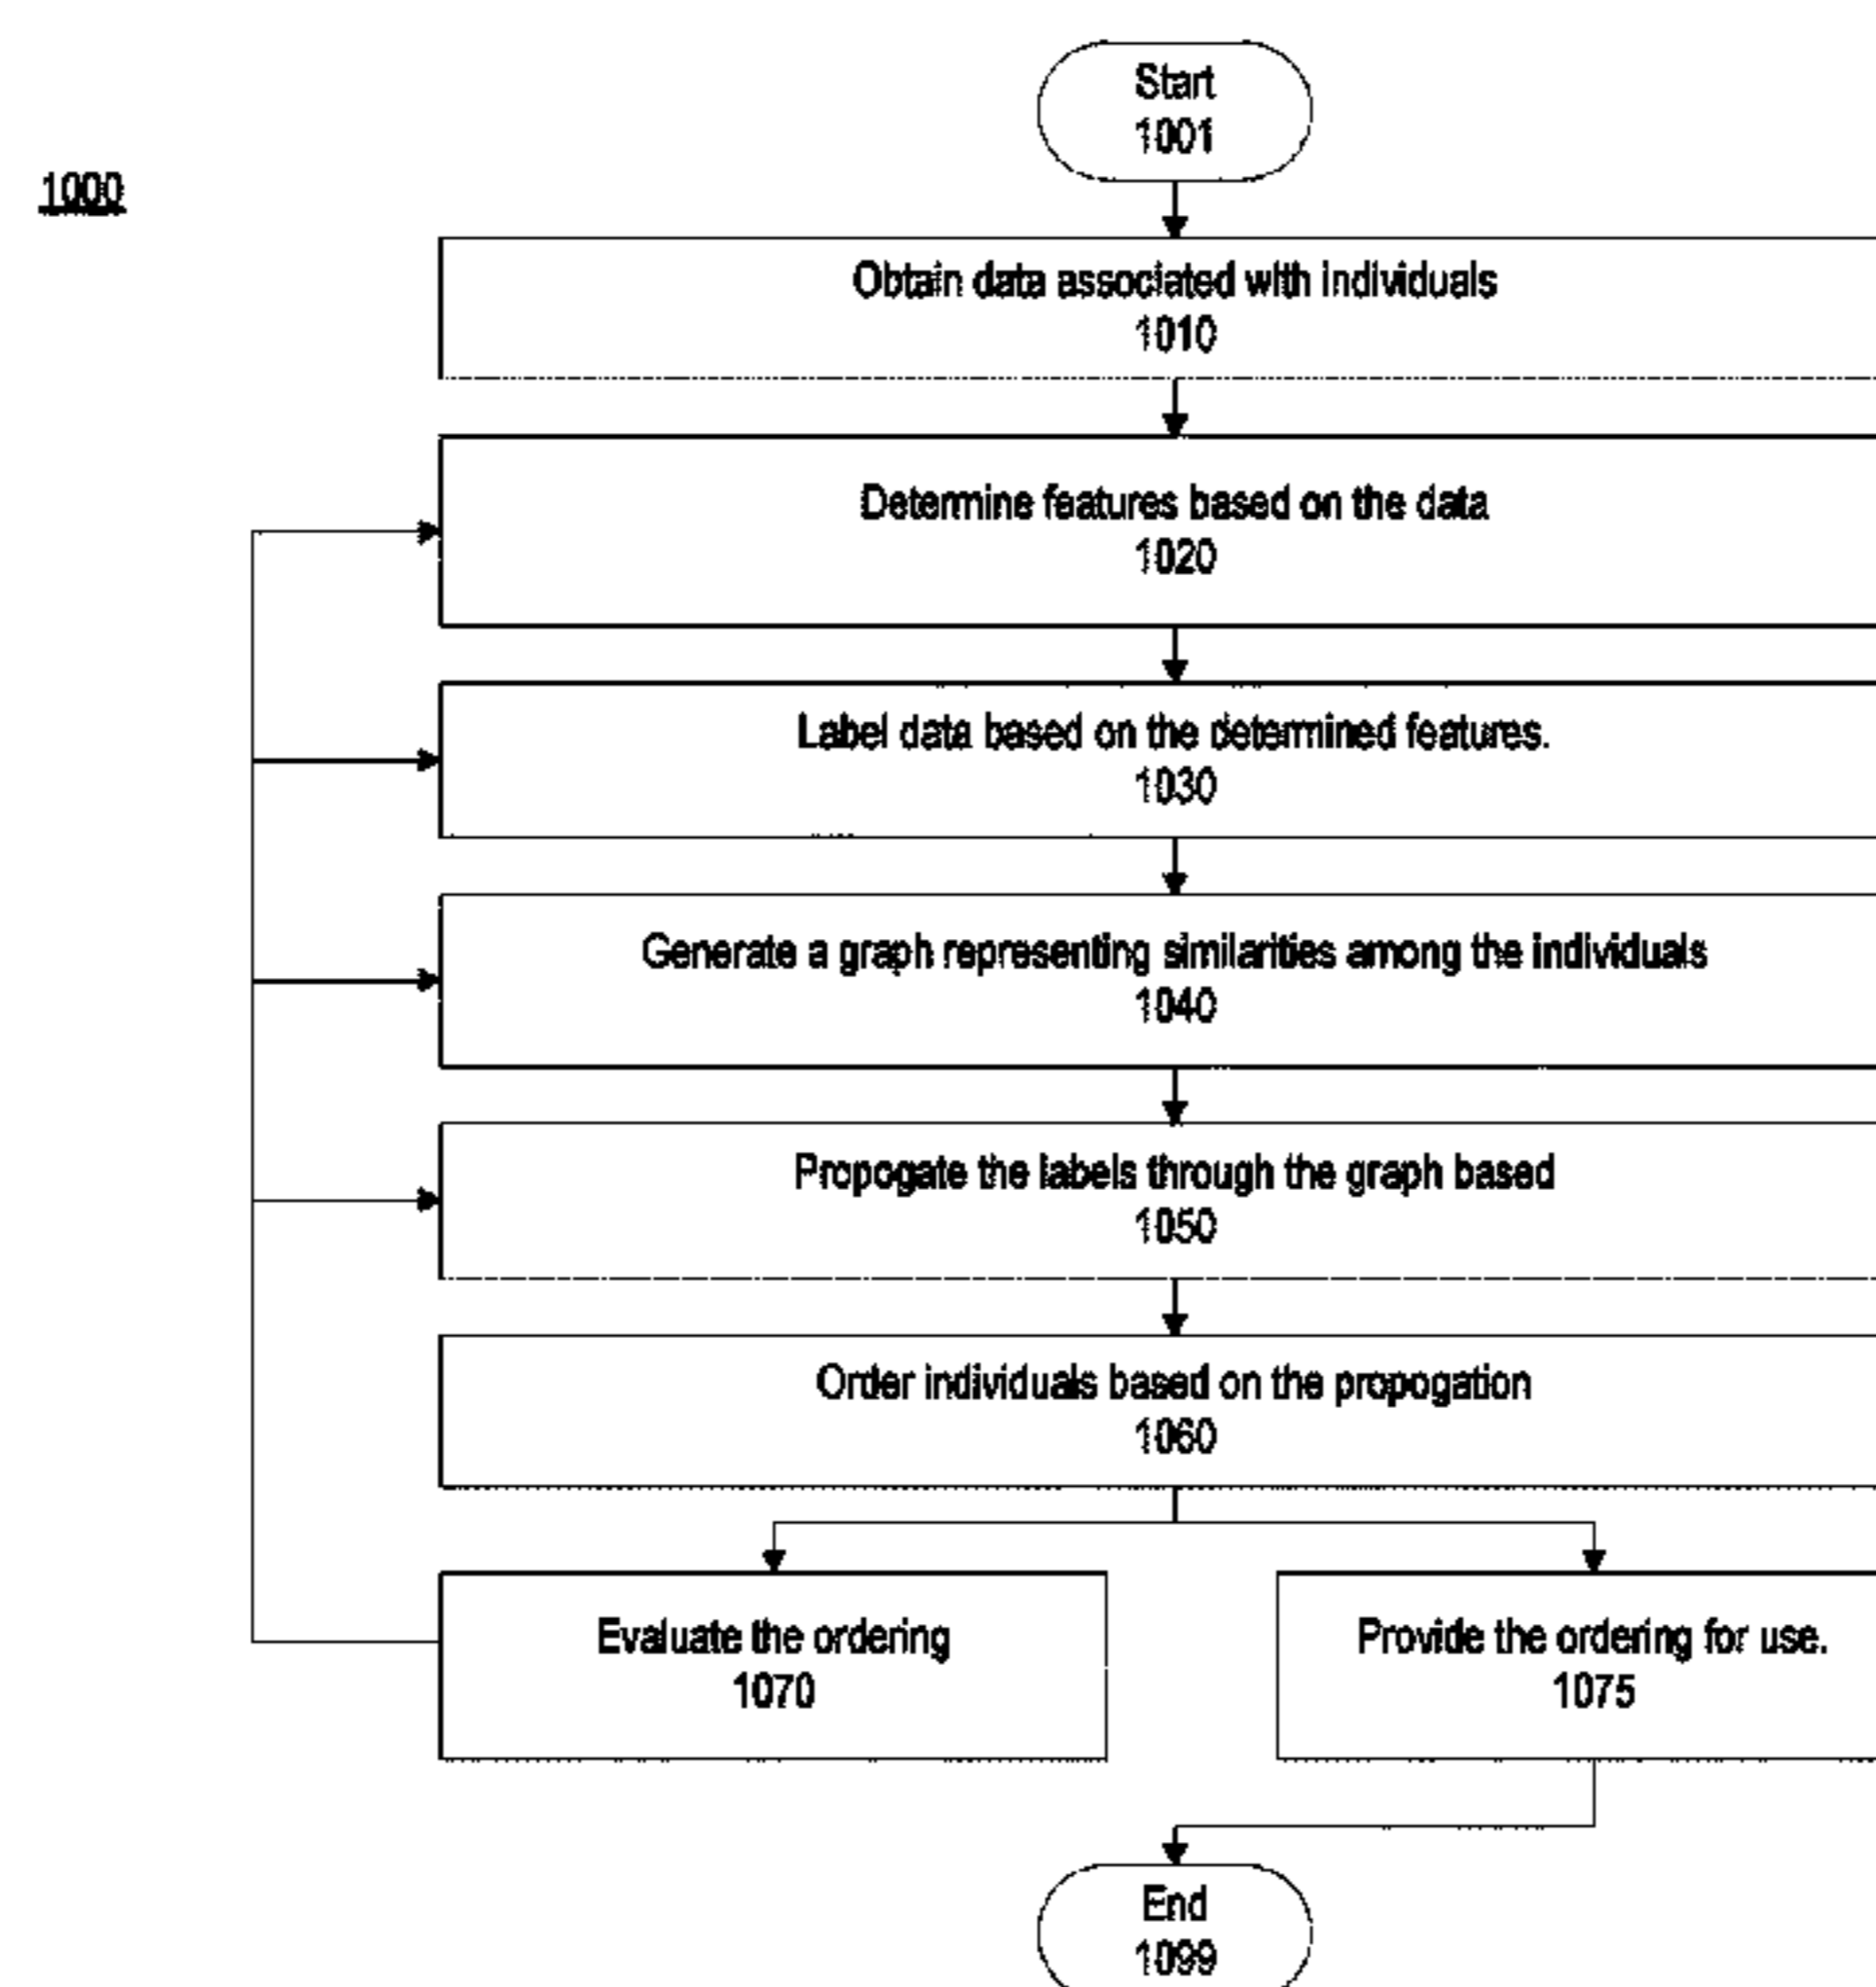 Start
1001
1000
Obtain data associated with individuals
1010
Determine features based on the data
1020
Label data based on the determined features.
1030
Generate a graph representing similarities among the individuals
1040
Propogate the labels through the graph based
1050
Order individuals based on the propogation
1060
Evaluate the ordering
1070
Provide the ordering for use.
1075
End
1099